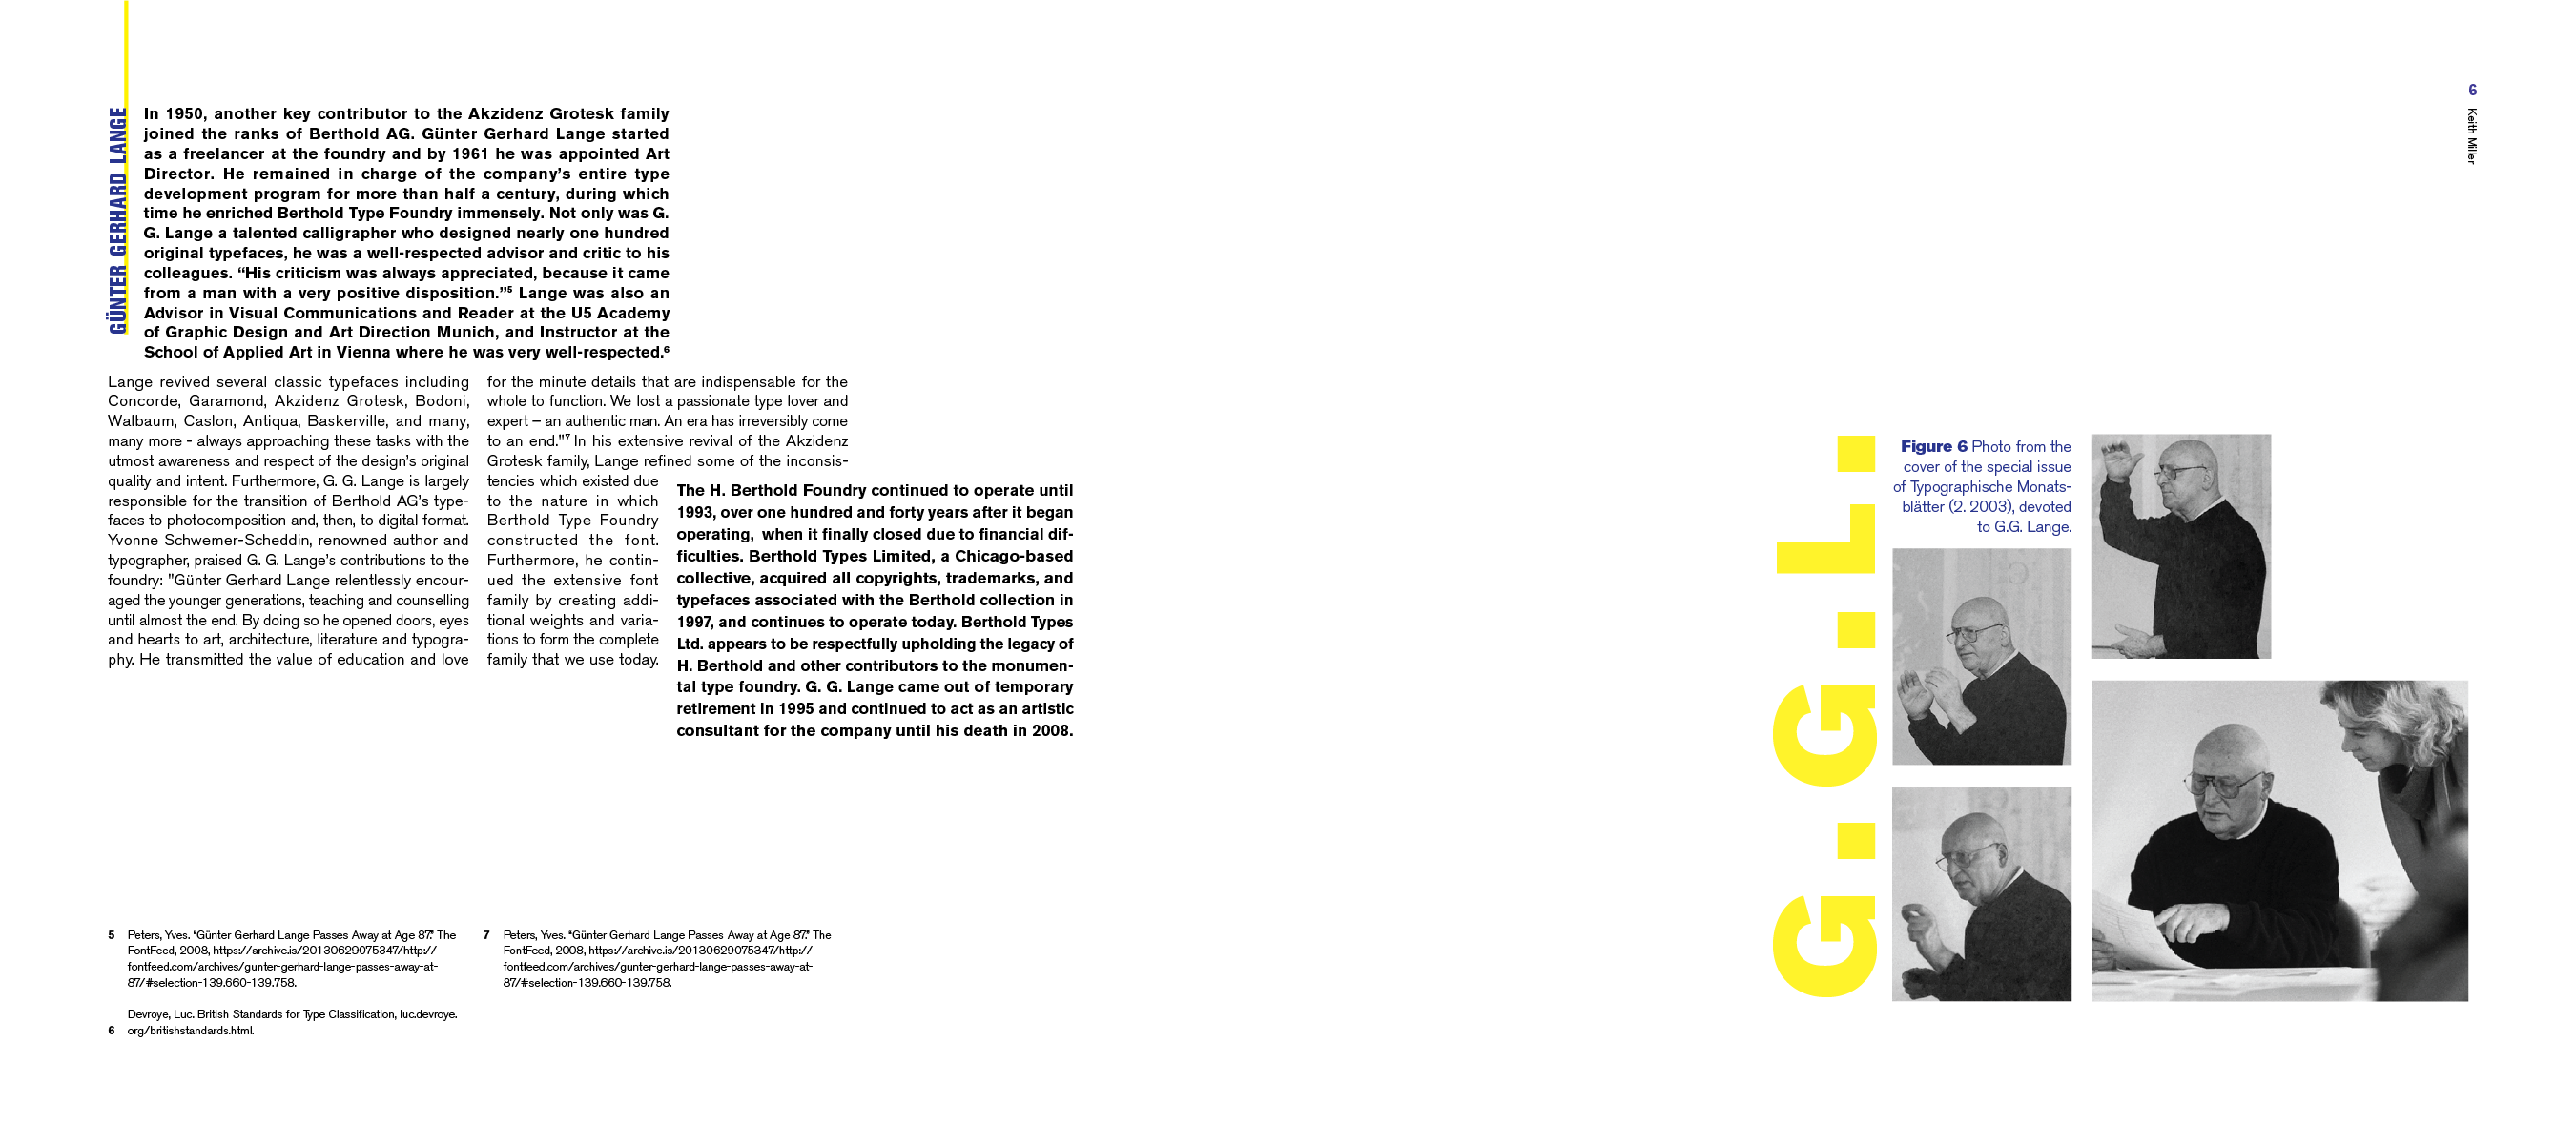 GÜNTER GERHARD LANGE
In 1950, another key contributor to the Akzidenz Grotesk family
joined the ranks of Berthold AG. Günter Gerhard Lange started
as a freelancer at the foundry and by 1961 he was appointed Art
Director. He remained in charge of the company’s entire type
development program for more than half a century, during which
time he enriched Berthold Type Foundry immensely. Not only was G.
G. Lange a talented calligrapher who designed nearly one hundred
original typefaces, he was a well-respected advisor and critic to his
colleagues. “His criticism was always appreciated, because it came
from a man with a very positive disposition.”⁵ Lange was also an
Advisor in Visual Communications and Reader at the U5 Academy
of Graphic Design and Art Direction Munich, and Instructor at the
School of Applied Art in Vienna where he was very well-respected.⁶
Lange revived several classic typefaces including
Concorde, Garamond, Akzidenz Grotesk, Bodoni,
Walbaum, Caslon, Antiqua, Baskerville, and many,
many more - always approaching these tasks with the
utmost awareness and respect of the design’s original
quality and intent. Furthermore, G. G. Lange is largely
responsible for the transition of Berthold AG’s type-
faces to photocomposition and, then, to digital format.
Yvonne Schwemer-Scheddin, renowned author and
typographer, praised G. G. Lange’s contributions to the
foundry: "Günter Gerhard Lange relentlessly encour-
aged the younger generations, teaching and counselling
until almost the end. By doing so he opened doors, eyes
and hearts to art, architecture, literature and typogra-
phy. He transmitted the value of education and love
for the minute details that are indispensable for the
whole to function. We lost a passionate type lover and
expert – an authentic man. An era has irreversibly come
to an end."⁷ In his extensive revival of the Akzidenz
Grotesk family, Lange refined some of the inconsis-
tencies which existed due
to the nature in which
Berthold Type Foundry
constructed the font.
Furthermore, he contin-
ued the extensive font
family by creating addi-
tional weights and varia-
tions to form the complete
family that we use today.
The H. Berthold Foundry continued to operate until
1993, over one hundred and forty years after it began
operating, when it finally closed due to financial dif-
ficulties. Berthold Types Limited, a Chicago-based
collective, acquired all copyrights, trademarks, and
typefaces associated with the Berthold collection in
1997, and continues to operate today. Berthold Types
Ltd. appears to be respectfully upholding the legacy of
H. Berthold and other contributors to the monumen-
tal type foundry. G. G. Lange came out of temporary
retirement in 1995 and continued to act as an artistic
consultant for the company until his death in 2008.
5 Peters, Yves. “Günter Gerhard Lange Passes Away at Age 87.” The
FontFeed, 2008, https://archive.is/20130629075347/http://
fontfeed.com/archives/gunter-gerhard-lange-passes-away-at-
87/#selection-139.660-139.758.
Devroye, Luc. British Standards for Type Classification, luc.devroye.
6 org/britishstandards.html.
7 Peters, Yves. “Günter Gerhard Lange Passes Away at Age 87.” The
FontFeed, 2008, https://archive.is/20130629075347/http://
fontfeed.com/archives/gunter-gerhard-lange-passes-away-at-
87/#selection-139.660-139.758.
G.G.L.
Figure 6 Photo from the
cover of the special issue
of Typographische Monats-
blätter (2. 2003), devoted
to G.G. Lange.
6
Keith Miller